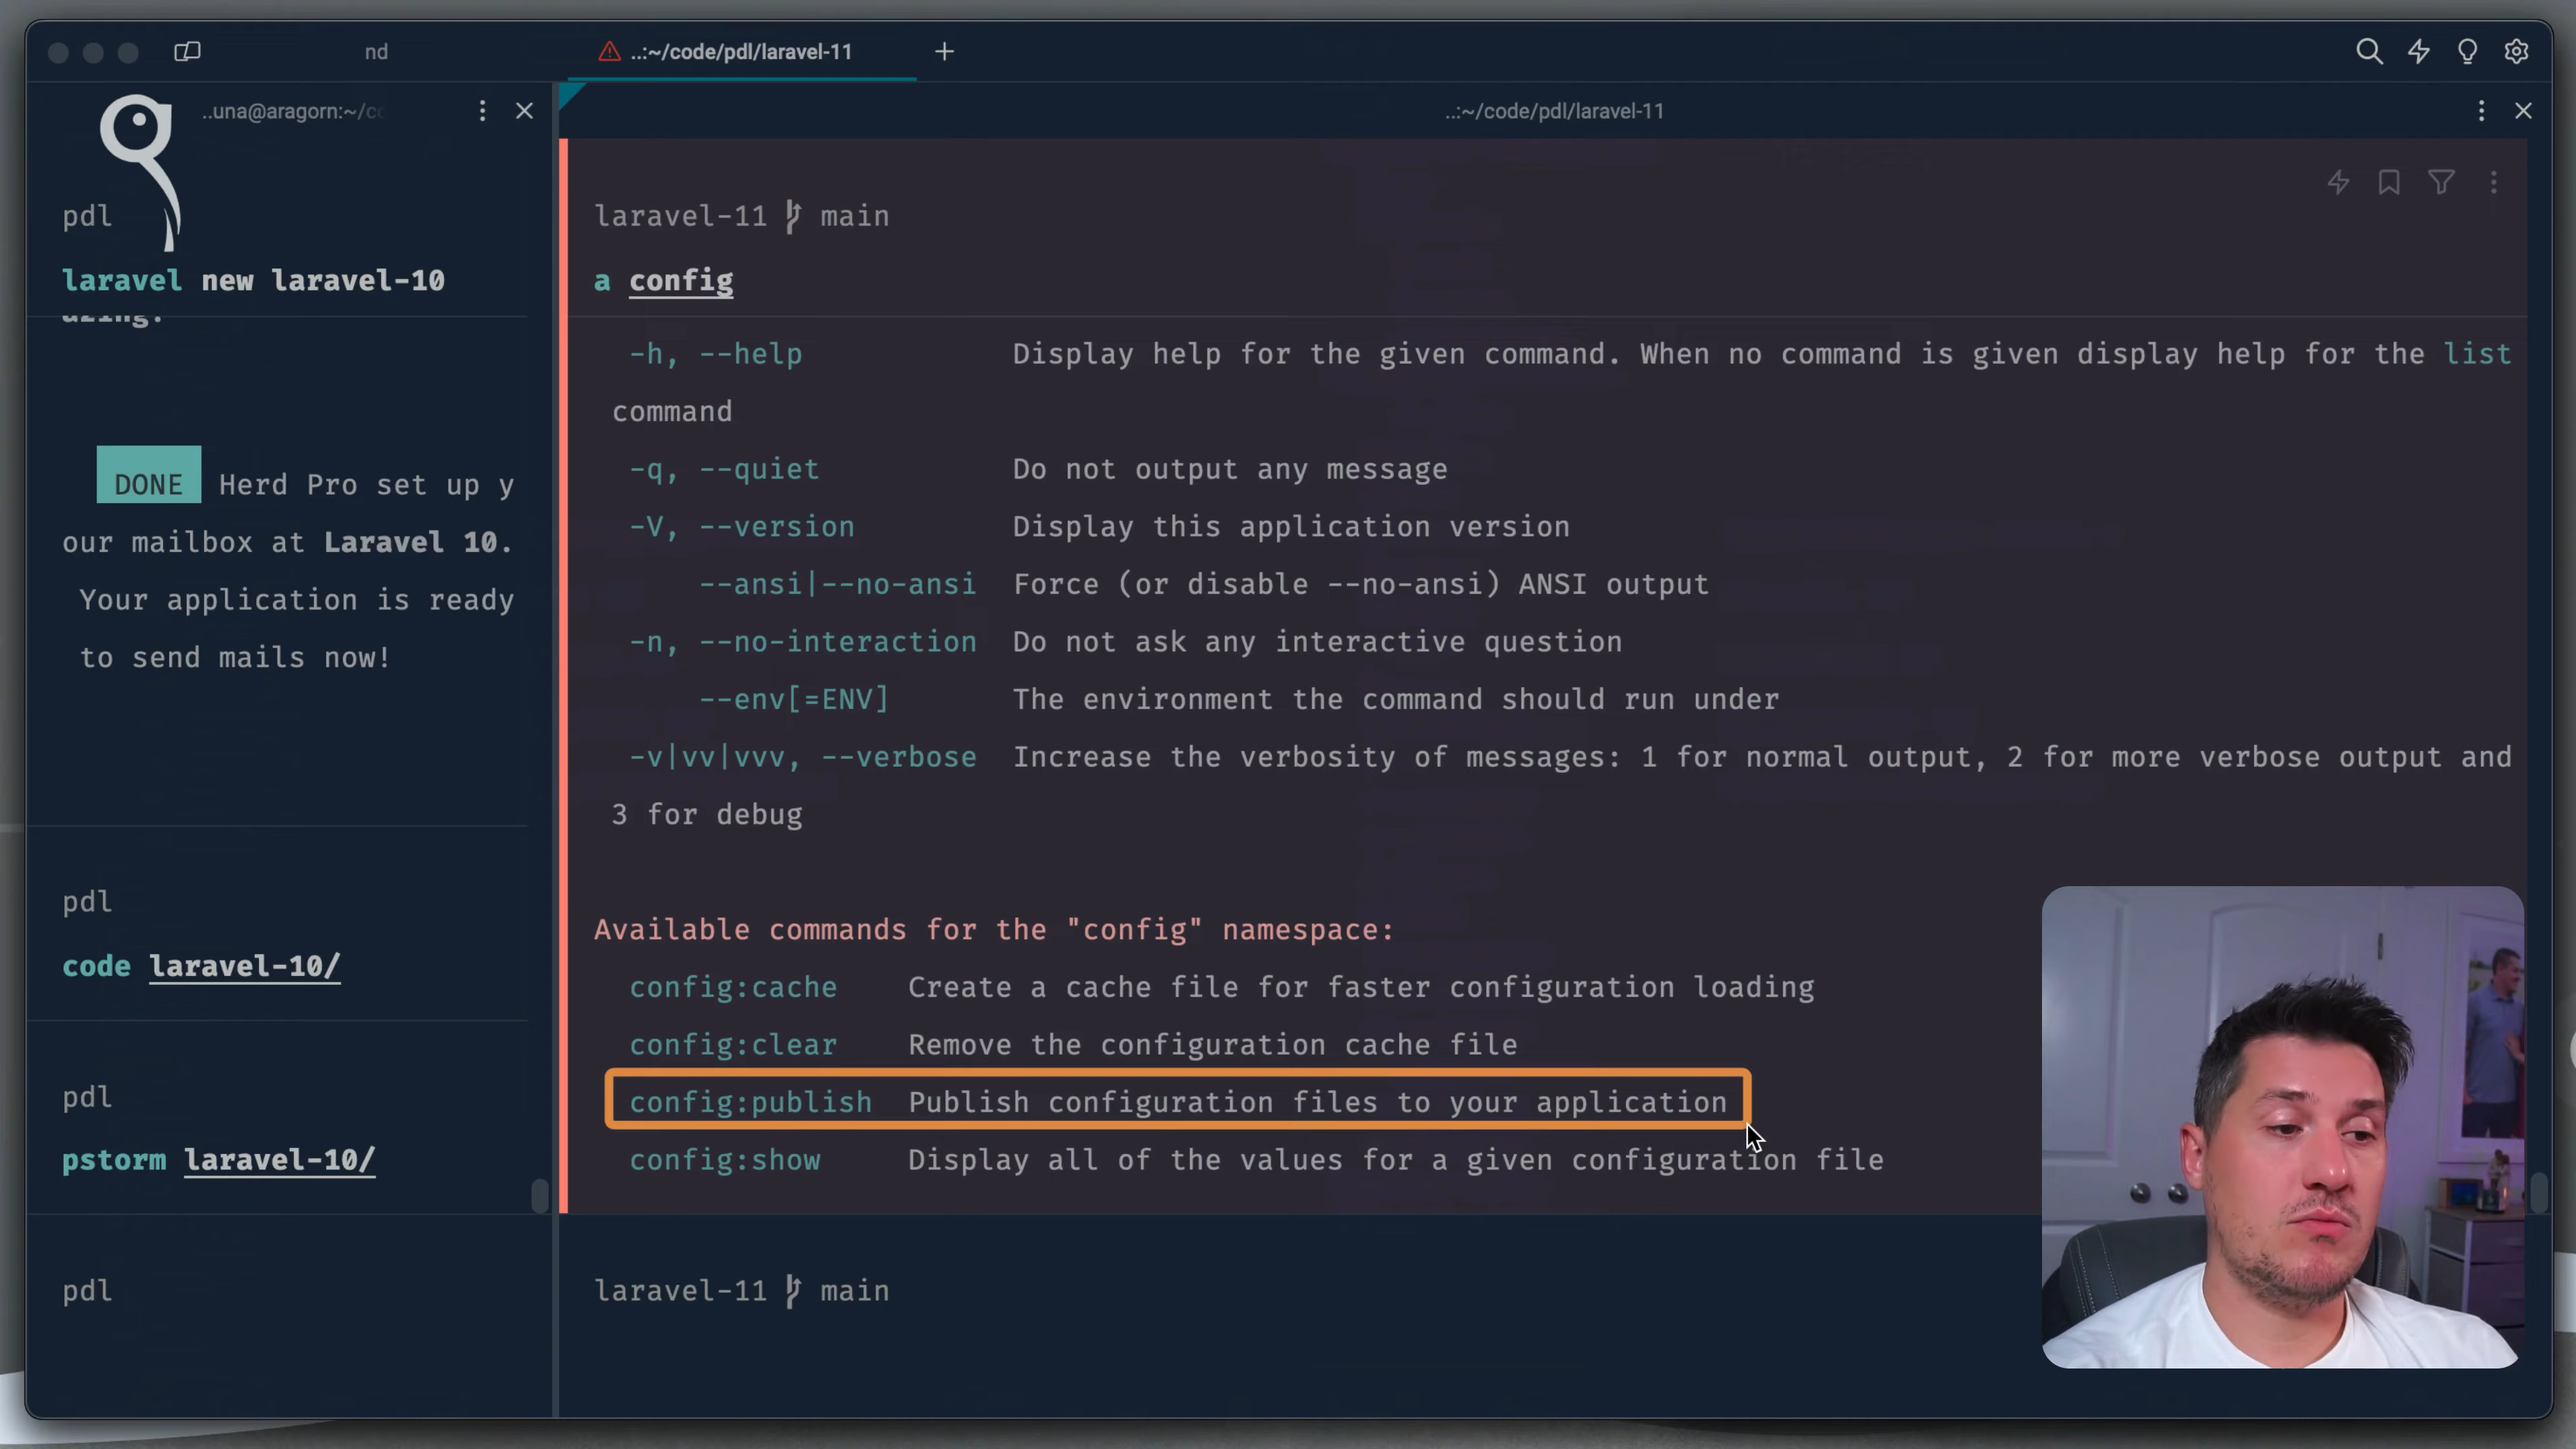 nd
..:~/code/pdl/laravel-11
..una@aragorn:~/co
pdl
laravel new laravel-10
DONE Herd Pro set up y
our mailbox at Laravel 10.
Your application is ready
to send mails now!
pdl
code laravel-10/
pdl
pstorm laravel-10/
pdl
..:~/code/pdl/laravel-11
laravel-11 main
a config
-h, --help Display help for the given command. When no command is given display help for the list
command
-q, --quiet Do not output any message
-V, --version Display this application version
--ansi|--no-ansi Force (or disable --no-ansi) ANSI output
-n, --no-interaction Do not ask any interactive question
--env[=ENV] The environment the command should run under
-v|vv|vvv, --verbose Increase the verbosity of messages: 1 for normal output, 2 for more verbose output and
3 for debug
Available commands for the "config" namespace:
config:cache Create a cache file for faster configuration loading
config:clear Remove the configuration cache file
config:publish Publish configuration files to your application
config:show Display all of the values for a given configuration file
laravel-11 main